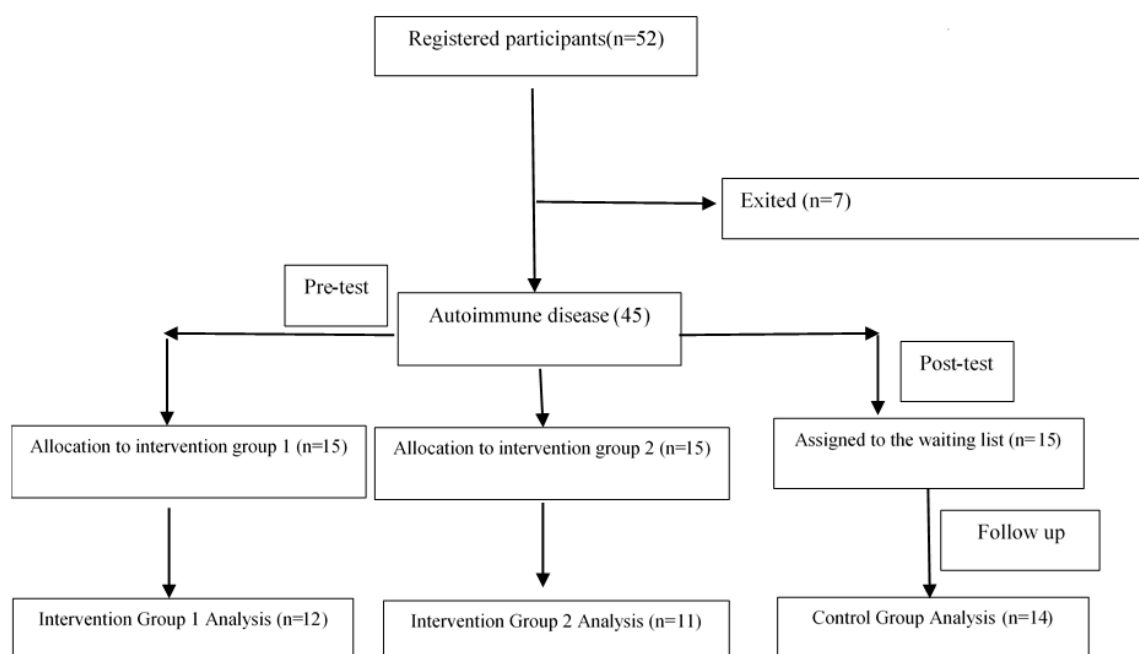 Registered participants(n=52)
Exited (n=7)
Pre-test
Autoimmune disease (45)
Post-test
Allocation to intervention group 1 (n=15)
Allocation to intervention group 2 (n=15)
Assigned to the waiting list (n=15)
Follow up
Intervention Group 1 Analysis (n=12)
Intervention Group 2 Analysis (n=11)
Control Group Analysis (n=14)